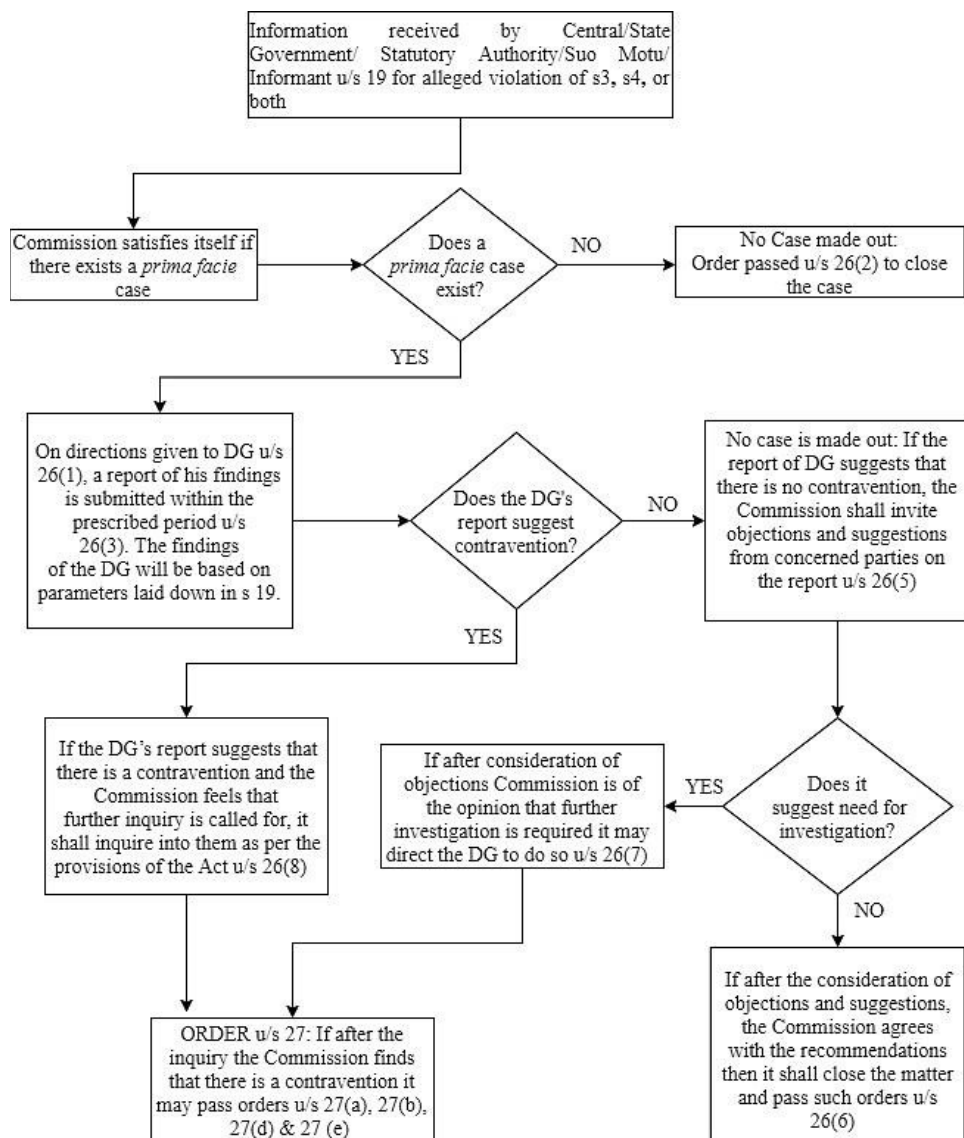 Information received by Central/State
Government/ Statutory Authority/Suo Motu/
Informant u/s 19 for alleged violation of s3, s4, or
both
Commission satisfies itself if
there exists a prima facie
case
Does a
prima facie case
exist?
NO
No Case made out:
Order passed u/s 26(2) to close
the case
YES
On directions given to DG u/s
26(1), a report of his findings
is submitted within the
prescribed period u/s
26(3). The findings
of the DG will be based on
parameters laid down in s 19.
Does the DG's
report suggest
contravention?
NO
No case is made out: If the
report of DG suggests that
there is no contravention, the
Commission shall invite
objections and suggestions
from concerned parties on
the report u/s 26(5)
YES
If the DG’s report suggests that
there is a contravention and the
Commission feels that
further inquiry is called for, it
shall inquire into them as per the
provisions of the Act u/s 26(8)
If after consideration of
objections Commission is of
the opinion that further
investigation is required it may
direct the DG to do so u/s 26(7)
YES
Does it
suggest need for
investigation?
NO
ORDER u/s 27: If after the
inquiry the Commission finds
that there is a contravention it
may pass orders u/s 27(a), 27(b),
27(d) & 27 (e)
If after the consideration of
objections and suggestions,
the Commission agrees
with the recommendations
then it shall close the matter
and pass such orders u/s
26(6)